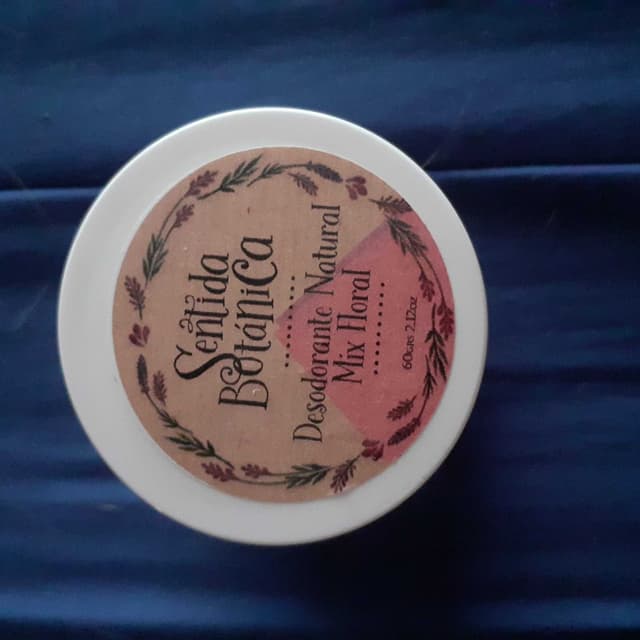 Sentida
Botánica
Desodorante Natural
Mix Floral
60grs 2.12oz